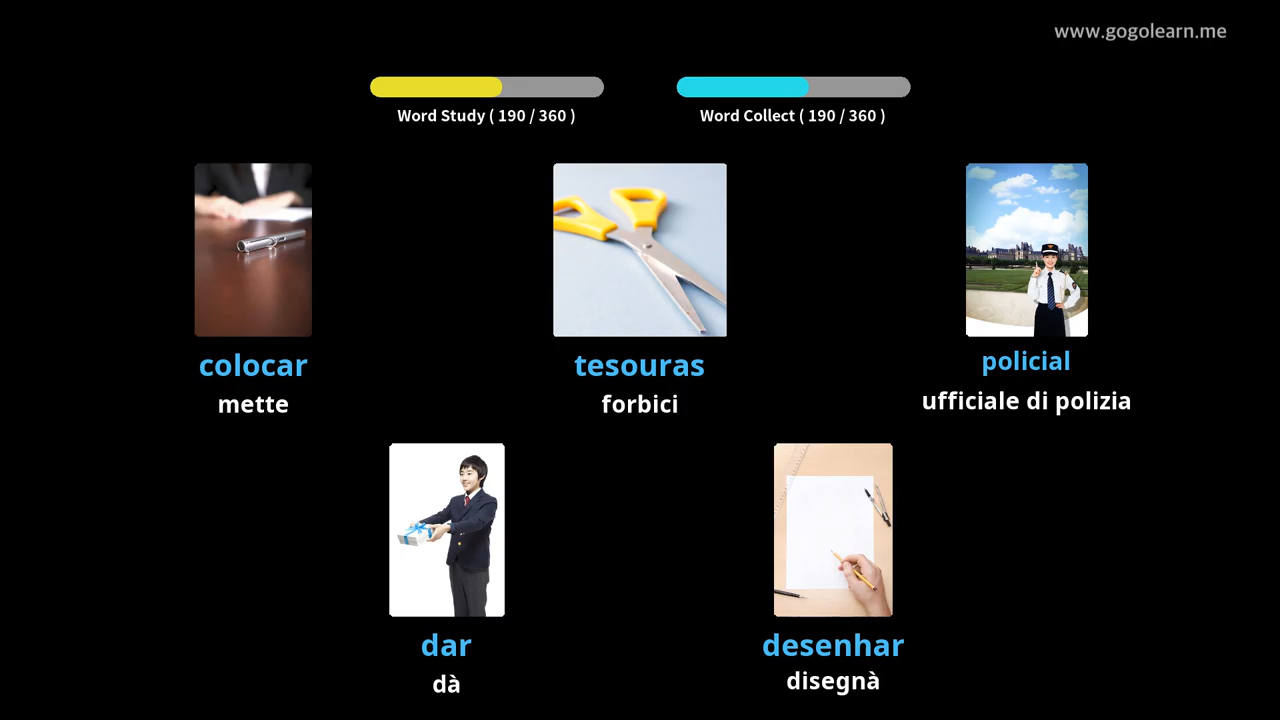 www.gogolearn.me
Word Study ( 190 / 360 )
Word Collect ( 190 / 360 )
colocar
mette
tesouras
forbici
policial
ufficiale di polizia
dar
dà
desenhar
disegnà